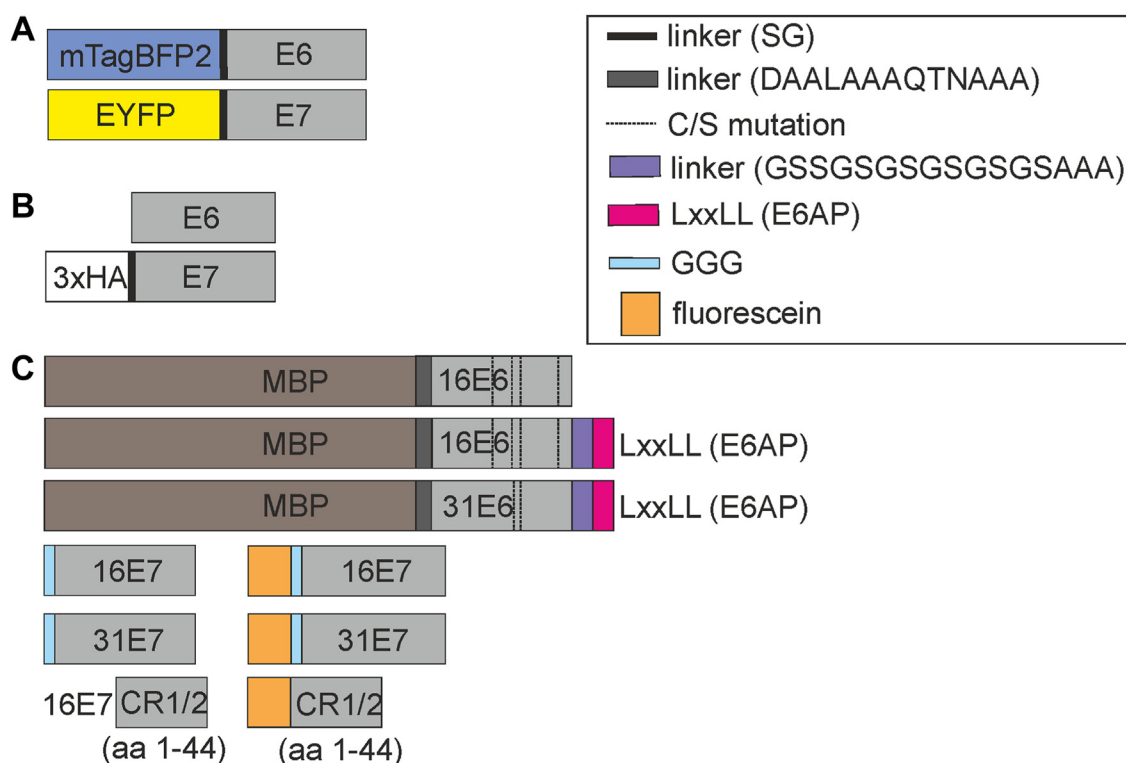 A
mTagBFP2 E6
EYFP E7
B
E6
3xHA E7
C
MBP 16E6
MBP 16E6 LxxLL (E6AP)
MBP 31E6 LxxLL (E6AP)
16E7 16E7
31E7 31E7
16E7 CR1/2 CR1/2
(aa 1-44) (aa 1-44)
linker (SG)
linker (DAALAAAQTNAAA)
C/S mutation
linker (GSSGSGSGSGSGSAAA)
LxxLL (E6AP)
GGG
fluorescein